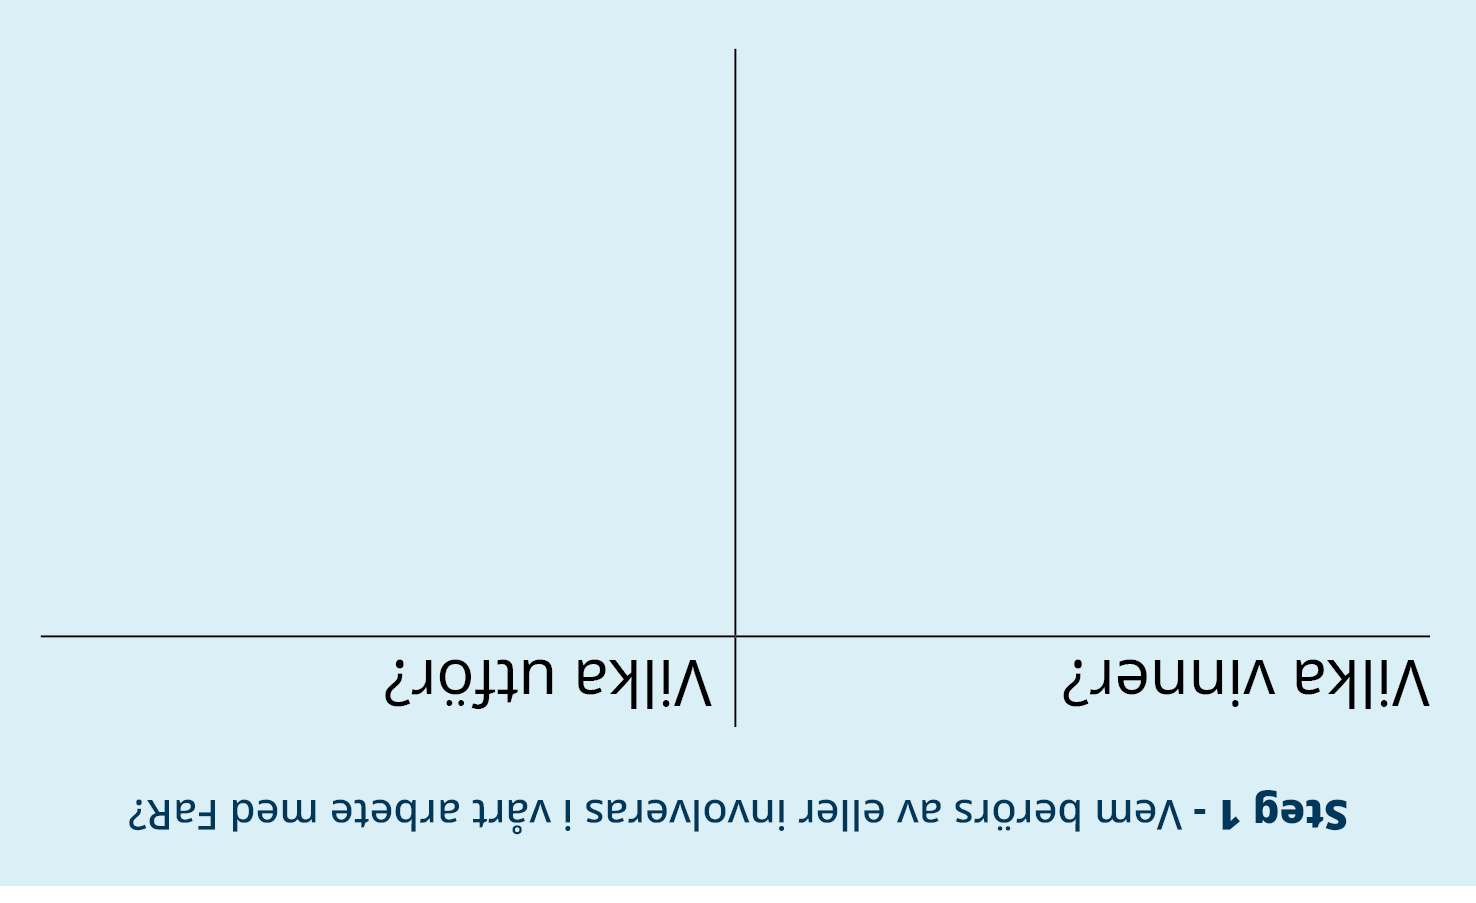 Steg 1 - Vem berörs av eller involveras i vårt arbete med FaR?
Vilka vinner?
Vilka utför?